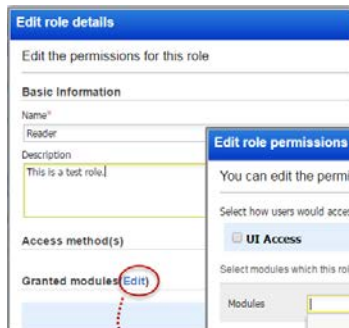 Edit role details
Edit the permissions for this role
Basic Information
Name*
Reader
Description
This is a test role.
Access method(s)
Granted modules(Edit)
Edit role permissions
You can edit the permi
Select how users would acces
UI Access
Select modules which this rol
Modules